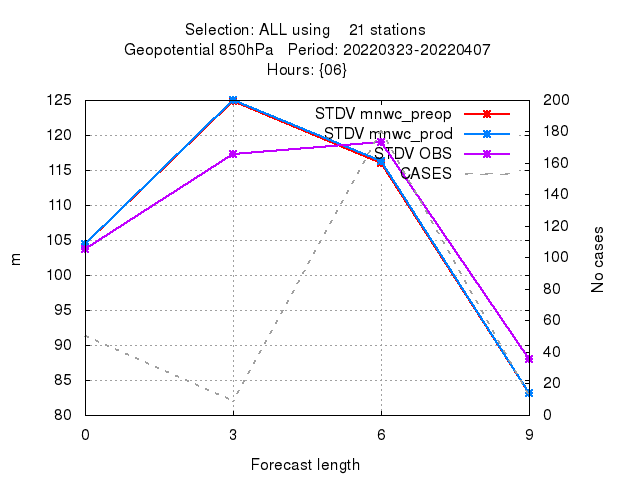 Selection: ALL using    21 stations
Geopotential 850hPa   Period: 20220323-20220407
Hours: {06}
125
120
115
110
105
100
95
90
85
80
m
200
180
160
140
120
100
80
60
40
20
0
No cases
STDV mnwc_preop
STDV mnwc_prod
STDV OBS
CASES
0
3
6
9
Forecast length